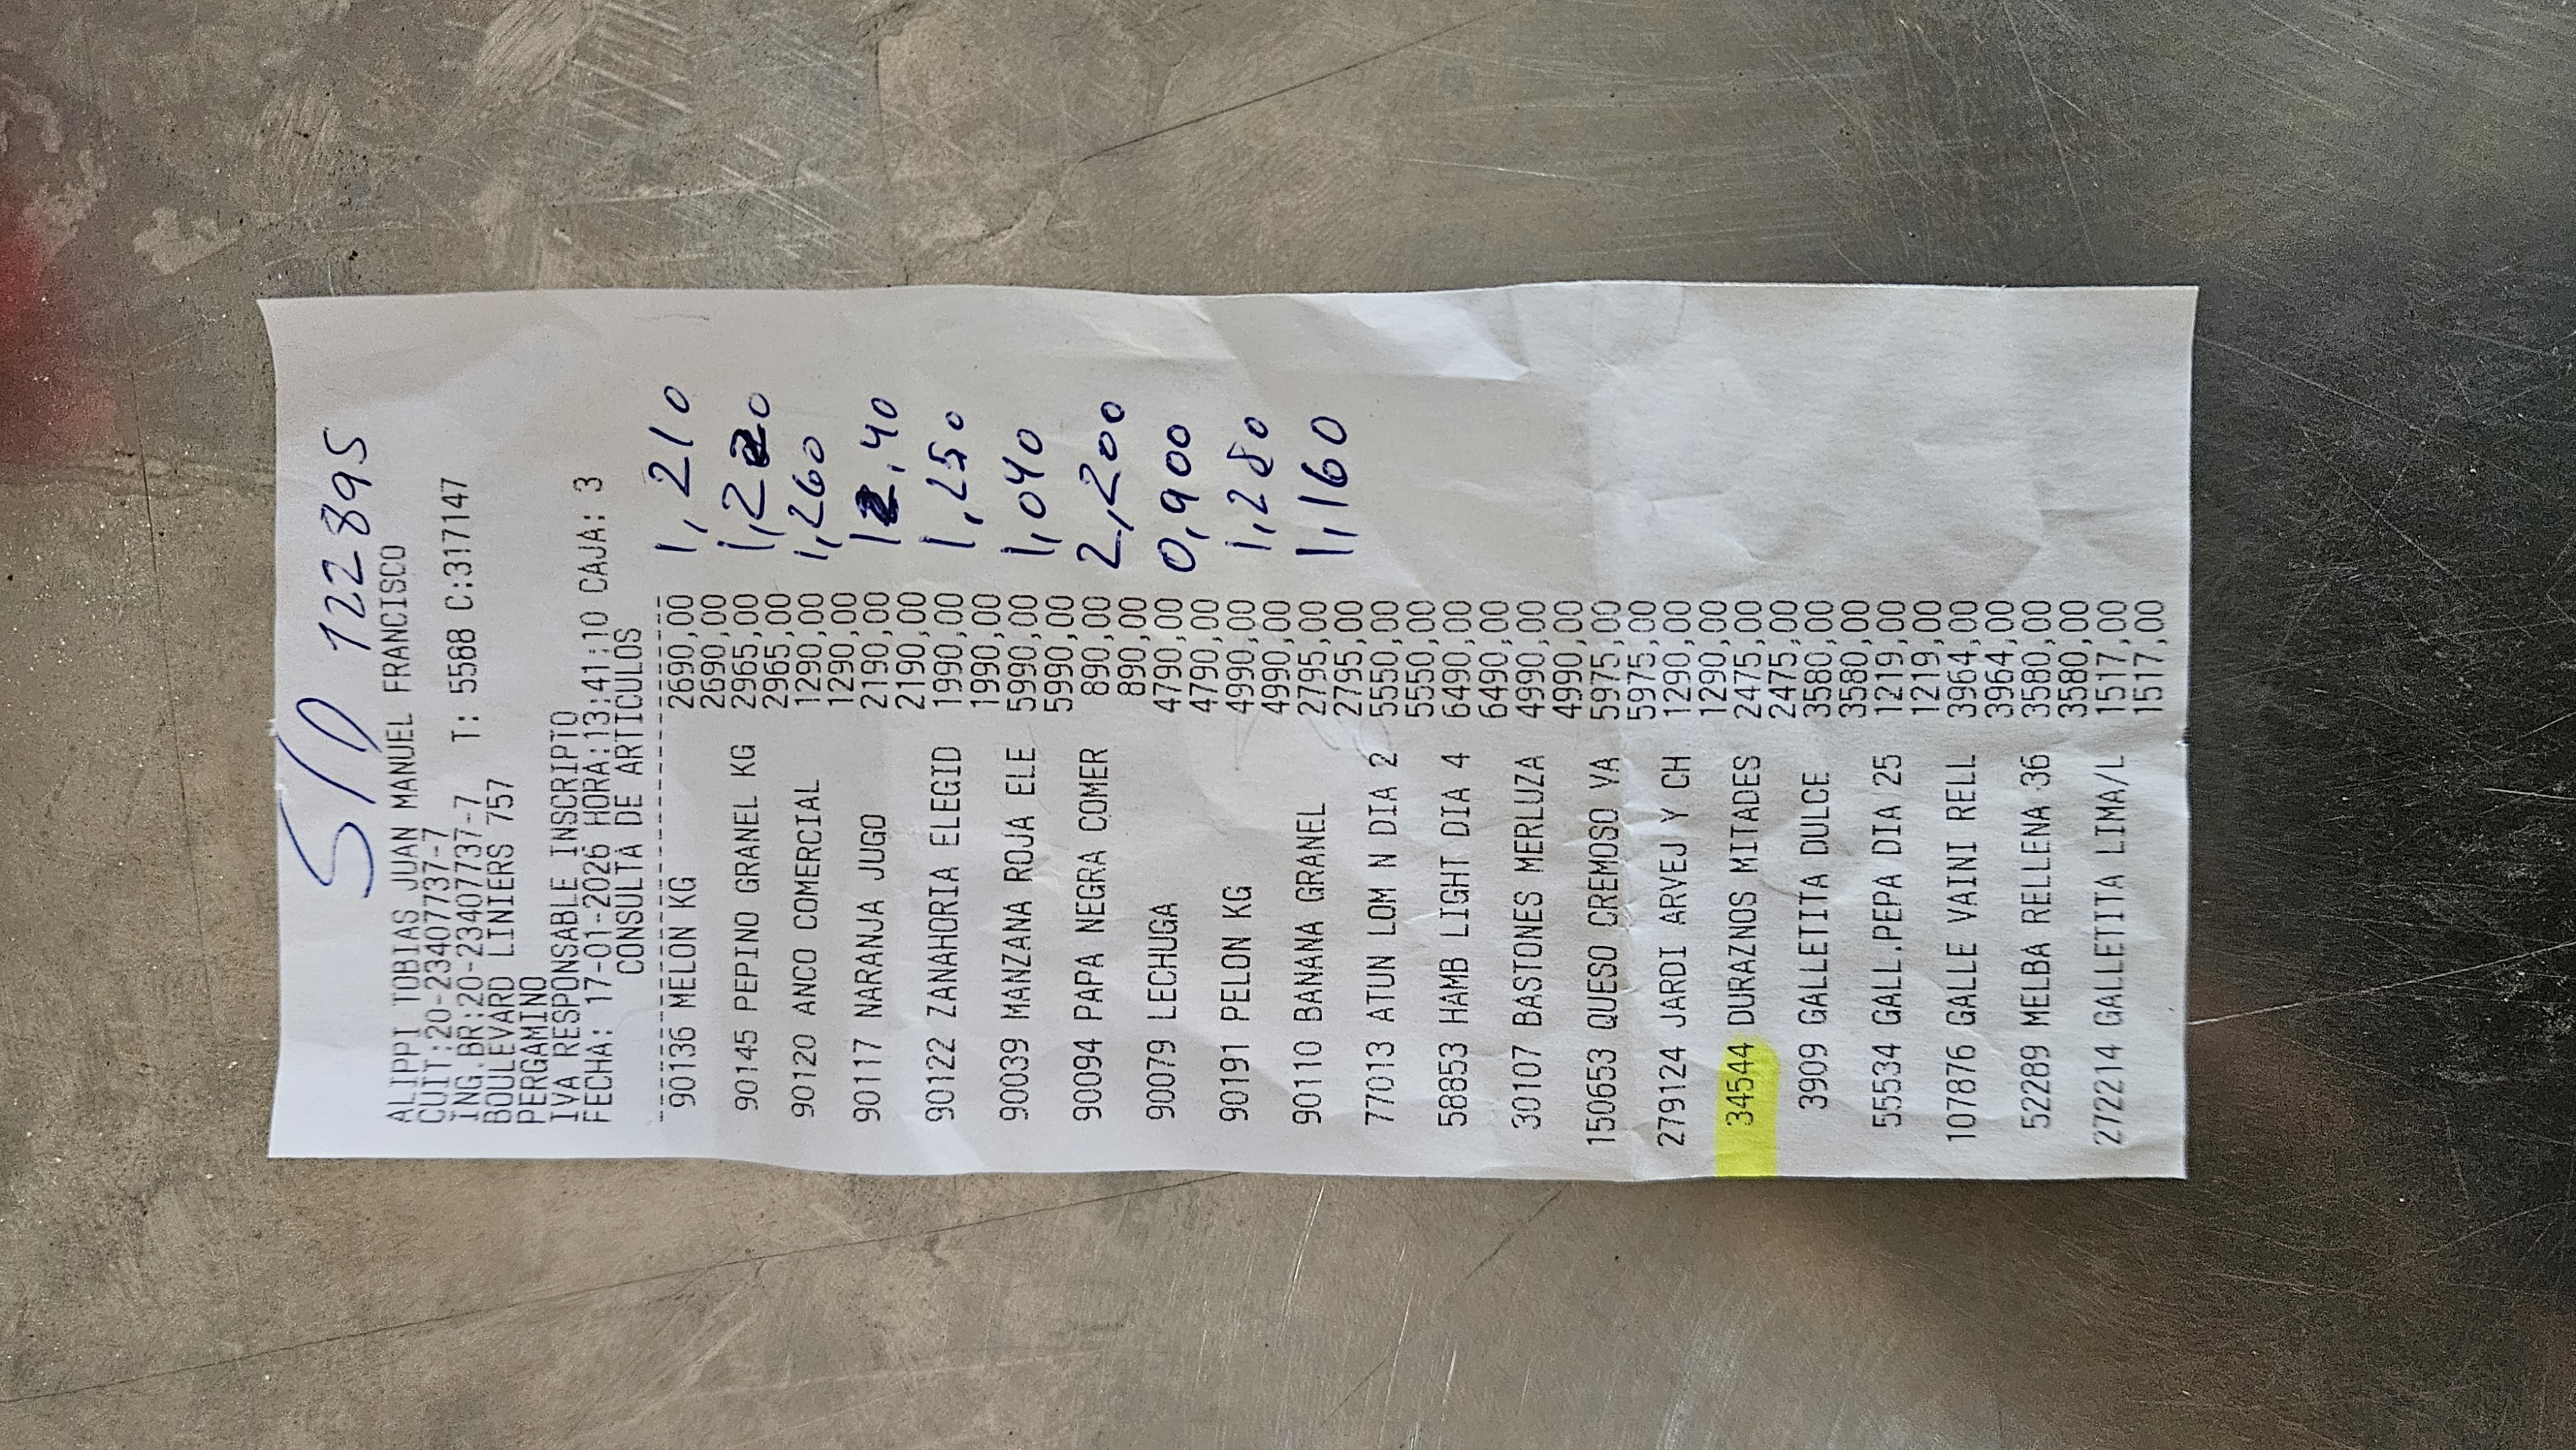 S/D 122895
ALIPPI TOBIAS JUAN MANUEL FRANCISCO
CUIT:20-23407737-7
ING.BR:20-23407737-7 T: 5588 C:317147
BOULEVARD LINIERS 757
PERGAMINO
IVA RESPONSABLE INSCRIPTO
FECHA: 17-01-2026 HORA:13:41:10 CAJA: 3
CONSULTA DE ARTICULOS
90136 MELON KG 2690,00 1,210
2690,00
90145 PEPINO GRANEL KG 2965,00 1,220
2965,00
90120 ANCO COMERCIAL 1290,00 1,260
1290,00
90117 NARANJA JUGO 2190,00
2190,00
90122 ZANAHORIA ELEGID 1990,00 1,250
1990,00
90039 MANZANA ROJA ELE 5990,00 1,040
5990,00
90094 PAPA NEGRA COMER 890,00 2,200
890,00
90079 LECHUGA 4790,00 0,900
4790,00
90191 PELON KG 4990,00 1,280
4990,00
90110 BANANA GRANEL 2795,00 1,160
2795,00
77013 ATUN LOM N DIA 2 5550,00
5550,00
58853 HAMB LIGHT DIA 4 6490,00
6490,00
30107 BASTONES MERLUZA 4990,00
4990,00
150653 QUESO CREMOSO VA 5975,00
5975,00
279124 JARDI ARVEJ Y CH 1290,00
1290,00
34544 DURAZNOS MITADES 2475,00
2475,00
3909 GALLETITA DULCE 3580,00
3580,00
55534 GALL.PEPA DIA 25 1219,00
1219,00
107876 GALLE VAINI RELL 3964,00
3964,00
52289 MELBA RELLENA 36 3580,00
3580,00
272214 GALLETITA LIMA/L 1517,00
1517,00